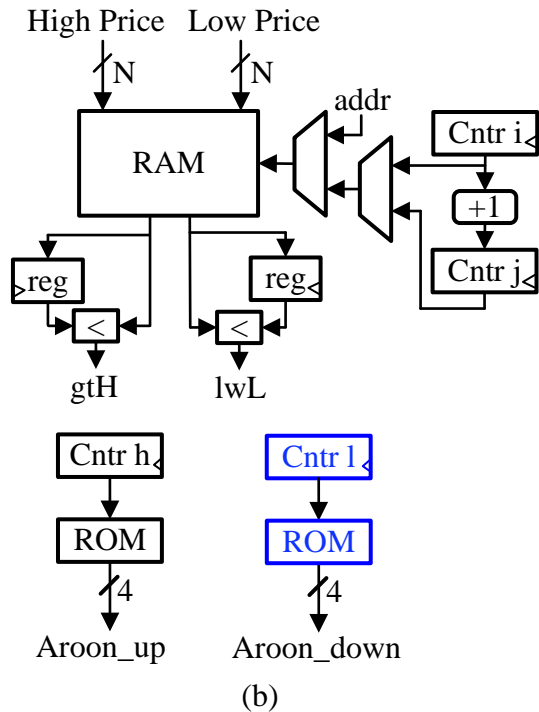 High Price Low Price
N N
addr
RAM
Cntr i
+1
Cntr j
reg reg
< <
gtH lwL
Cntr h Cntr l
ROM ROM
4 4
Aroon_up Aroon_down
(b)